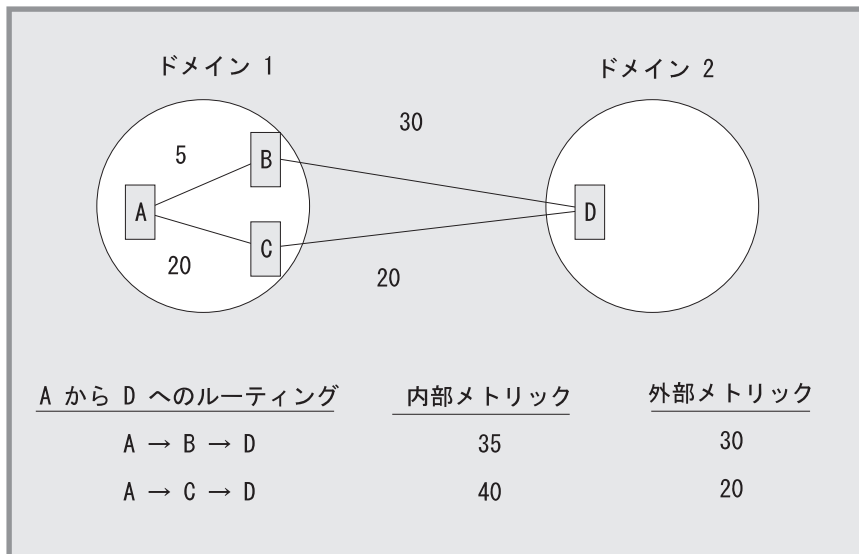 ドメイン 1
ドメイン 2
30
5
B
A
D
C
20
20
A から D へのルーティング
内部メトリック
外部メトリック
A → B → D
35
30
A → C → D
40
20